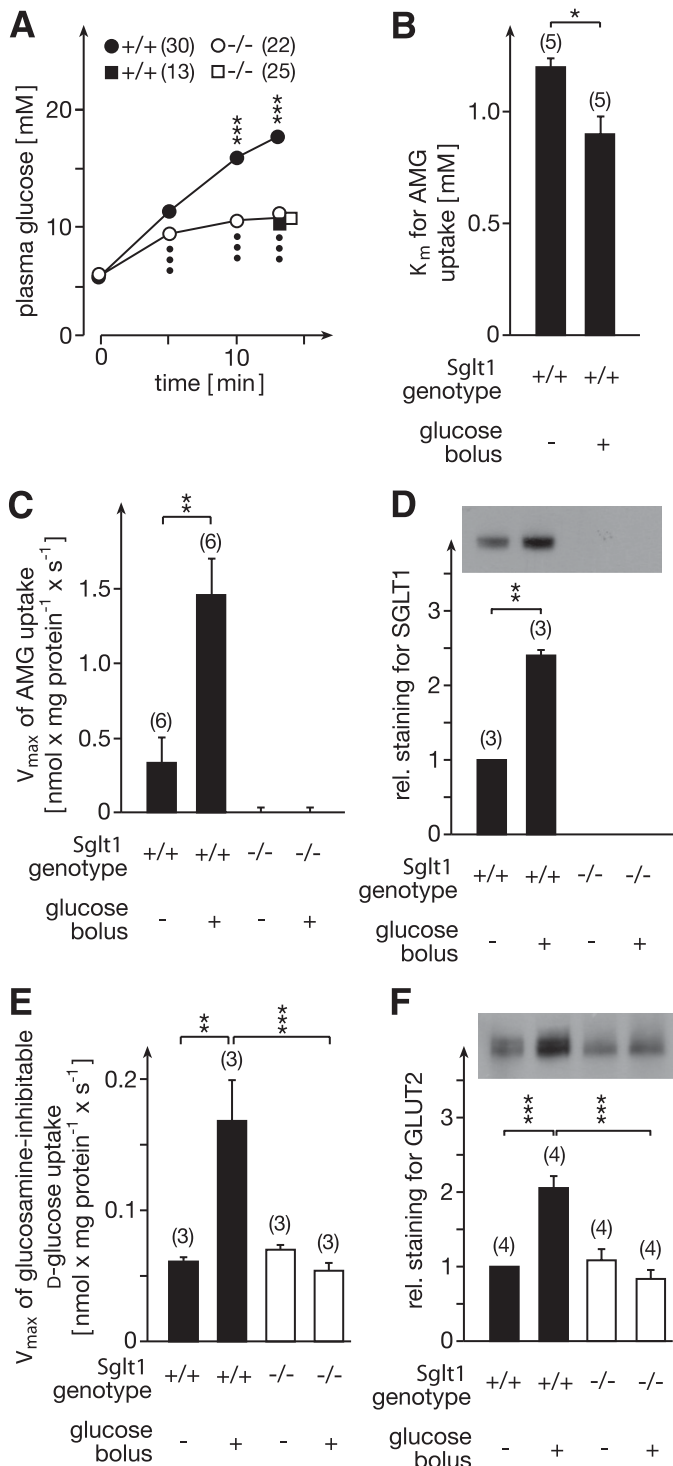 A
+/+ (30) -/- (22)
+/+ (13) -/- (25)
***
***
plasma glucose [mM]
20
10
0
0 10
time [min]
B
*
(5)
(5)
Km for AMG
uptake [mM]
1.0
0.5
0
Sglt1
genotype
+/+ +/+
glucose
bolus
- +
C
**
(6)
(6)
Vmax of AMG uptake
[nmol x mg protein-1 x s-1]
1.5
1.0
0.5
0
Sglt1
genotype
+/+ +/+ -/- -/-
glucose
bolus
- + - +
D
**
(3)
(3)
rel. staining for SGLT1
3
2
1
0
Sglt1
genotype
+/+ +/+ -/- -/-
glucose
bolus
- + - +
E
** ***
(3)
(3) (3) (3)
Vmax of glucosamine-inhibitable
D-glucose uptake
[nmol x mg protein-1 x s-1]
0.2
0.1
0
Sglt1
genotype
+/+ +/+ -/- -/-
glucose
bolus
- + - +
F
*** ***
(4)
(4) (4) (4)
rel. staining for GLUT2
3
2
1
0
Sglt1
genotype
+/+ +/+ -/- -/-
glucose
bolus
- + - +